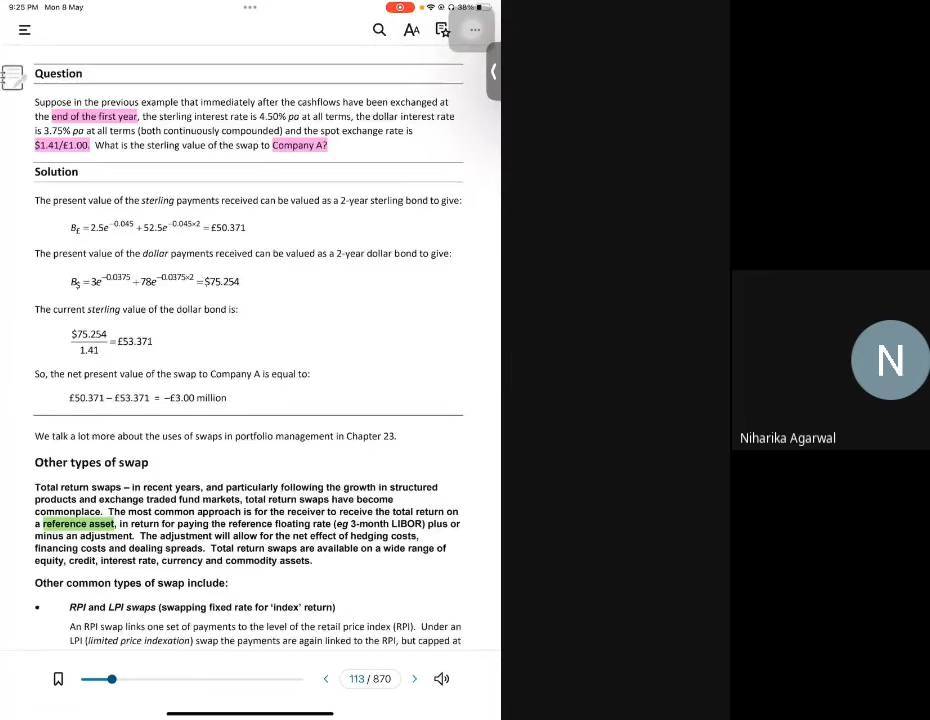 9:25 PM Mon 8 May
38%
AA
Question
Suppose in the previous example that immediately after the cashflows have been exchanged at
the end of the first year, the sterling interest rate is 4.50% pa at all terms, the dollar interest rate
is 3.75% pa at all terms (both continuously compounded) and the spot exchange rate is
$1.41/£1.00. What is the sterling value of the swap to Company A?
Solution
The present value of the sterling payments received can be valued as a 2-year sterling bond to give:
B£ = 2.5e^−0.045 + 52.5e^−0.045×2 = £50.371
The present value of the dollar payments received can be valued as a 2-year dollar bond to give:
B$ = 3e^−0.0375 + 78e^−0.0375×2 = $75.254
The current sterling value of the dollar bond is:
$75.254
1.41
= £53.371
So, the net present value of the swap to Company A is equal to:
£50.371 – £53.371 = –£3.00 million
We talk a lot more about the uses of swaps in portfolio management in Chapter 23.
Other types of swap
Total return swaps – in recent years, and particularly following the growth in structured
products and exchange traded fund markets, total return swaps have become
commonplace. The most common approach is for the receiver to receive the total return on
a reference asset, in return for paying the reference floating rate (eg 3-month LIBOR) plus or
minus an adjustment. The adjustment will allow for the net effect of hedging costs,
financing costs and dealing spreads. Total return swaps are available on a wide range of
equity, credit, interest rate, currency and commodity assets.
Other common types of swap include:
• RPI and LPI swaps (swapping fixed rate for 'index' return)
An RPI swap links one set of payments to the level of the retail price index (RPI). Under an
LPI (limited price indexation) swap the payments are again linked to the RPI, but capped at
113 / 870
N
Niharika Agarwal